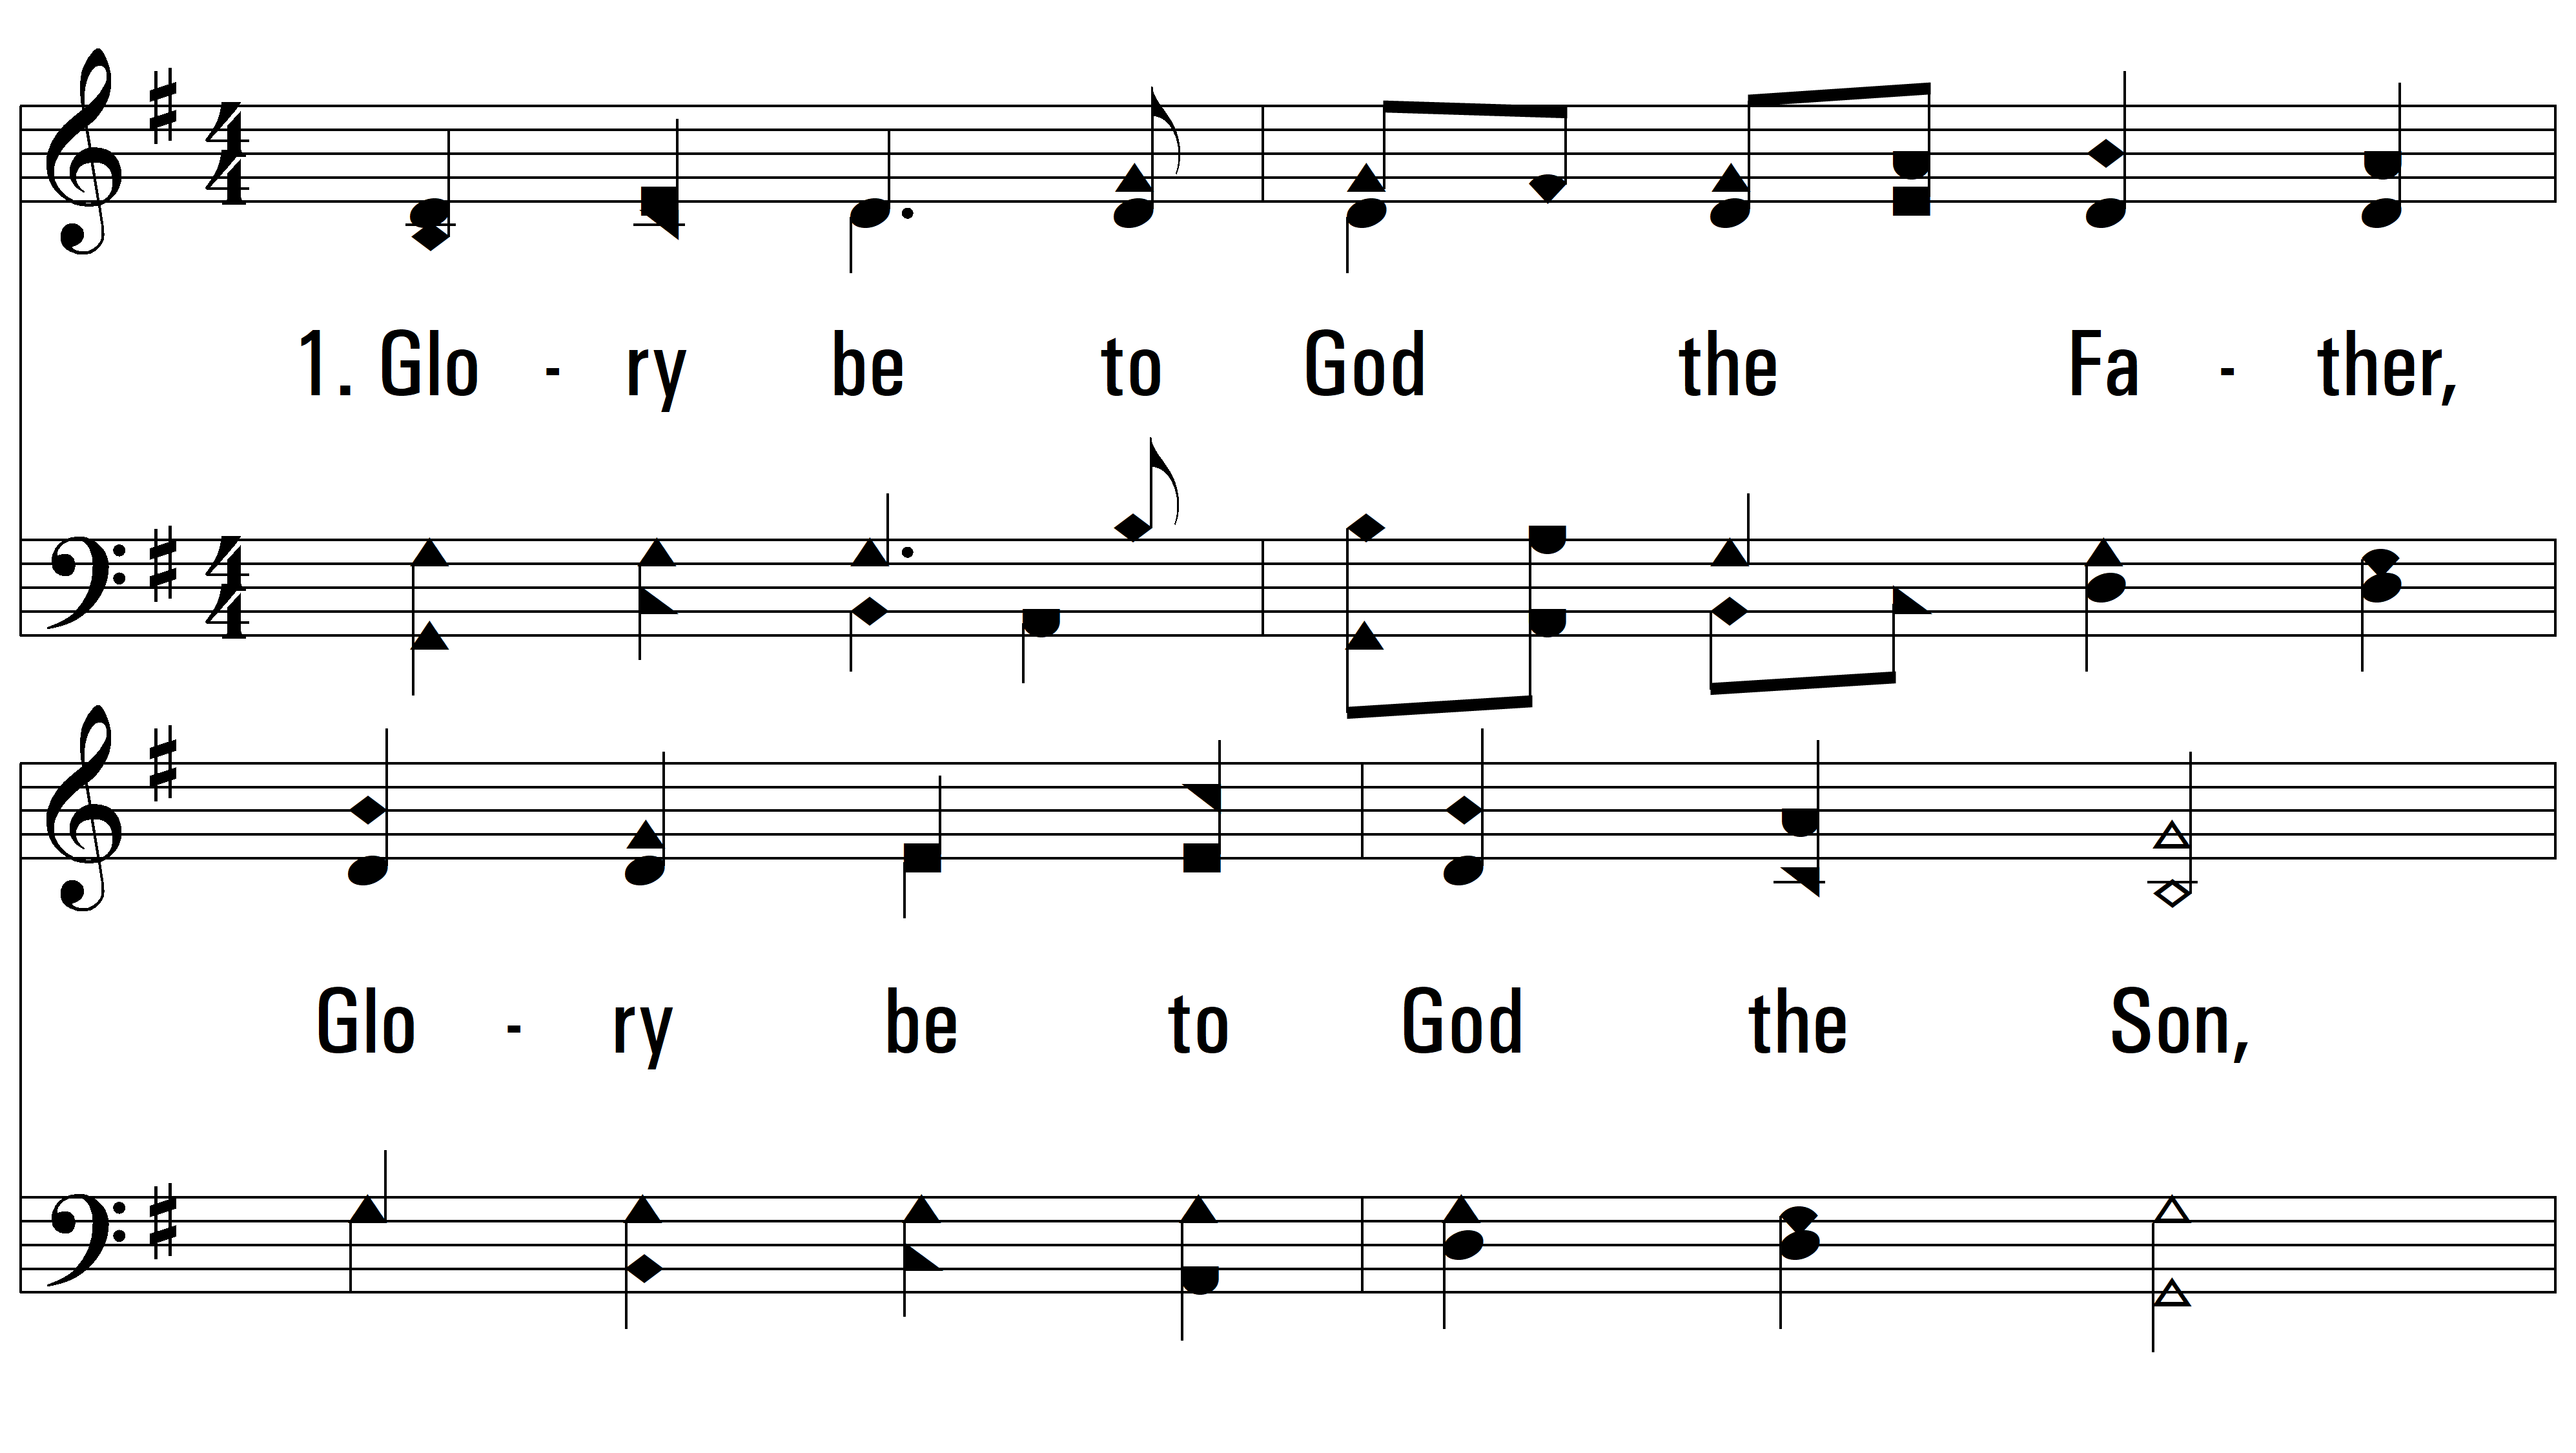 1. Glo - ry be to God the Fa - ther,
Glo - ry be to God the Son,